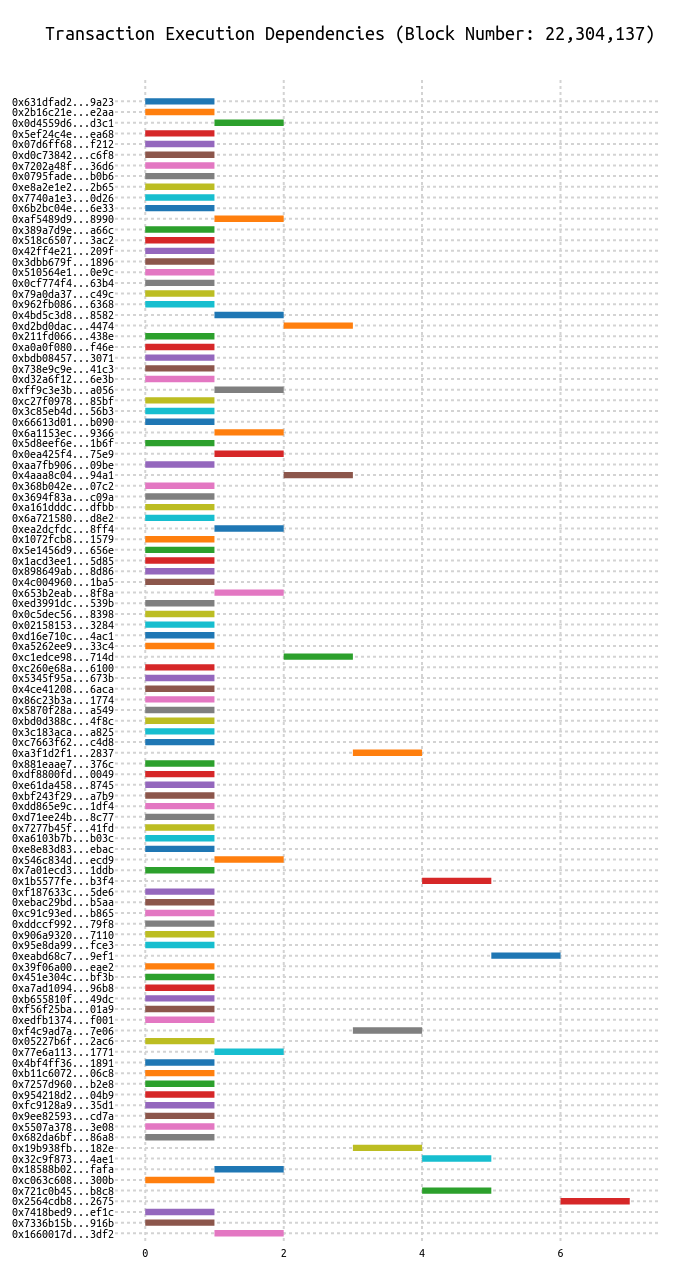 Transaction Execution Dependencies (Block Number: 22,304,137)
0x631dfad2...9a23
0x2b16c21e...e2aa
0x0d4559d6...d3c1
0x5ef24c4e...ea68
0x07d6ff68...f212
0xd0c73842...c6f8
0x7202a48f...36d6
0x0795fade...b0b6
0xe8a2e1e2...2b65
0x7740a1e3...0d26
0x6b2bc04e...6e33
0xaf5489d9...8990
0x389a7d9e...a66c
0x518c6507...3ac2
0x42ff4e21...209f
0x3dbb679f...1896
0x510564e1...0e9c
0x0cf774f4...63b4
0x79a0da37...c49c
0x962fb086...6368
0x4bd5c3d8...8582
0xd2bd0dac...4474
0x211fd066...438e
0xa0a0f080...f46e
0xbdb08457...3071
0x738e9c9e...41c3
0xd32a6f12...6e3b
0xff9c3e3b...a056
0xc27f0978...85bf
0x3c85eb4d...56b3
0x66613d01...b090
0x6a1153ec...9366
0x5d8eef6e...1b6f
0x0ea425f4...75e9
0xaa7fb906...09be
0x4aaa8c04...94a1
0x368b042e...07c2
0x3694f83a...c09a
0xa161dddc...dfbb
0x6a721580...d8e2
0xea2dcfdc...8ff4
0x1072fcb8...1579
0x5e1456d9...656e
0x1acd3ee1...5d85
0x898649ab...8d86
0x4c004960...1ba5
0x653b2eab...8f8a
0xed3991dc...539b
0x0c5dec56...8398
0x02158153...3284
0xd16e710c...4ac1
0xa5262ee9...33c4
0xc1edce98...714d
0xc260e68a...6100
0x5345f95a...673b
0x4ce41208...6aca
0x86c23b3a...1774
0x5870f28a...a549
0xbd0d388c...4f8c
0x3c183aca...a825
0xc7663f62...c4d8
0xa3f1d2f1...2837
0x881eaae7...376c
0xdf8800fd...0049
0xe61da458...8745
0xbf243f29...a7b9
0xdd865e9c...1df4
0xd71ee24b...8c77
0x7277b45f...41fd
0xa6103b7b...b03c
0xe8e83d83...ebac
0x546c834d...ecd9
0x7a01ecd3...1ddb
0x1b5577fe...b3f4
0xf187633c...5de6
0xebac29bd...b5aa
0xc91c93ed...b865
0xddccf992...79f8
0x906a9320...7110
0x95e8da99...fce3
0xeabd68c7...9ef1
0x39f06a00...eae2
0x451e304c...bf3b
0xa7ad1094...96b8
0xb655810f...49dc
0xf56f25ba...01a9
0xedfb1374...f001
0xf4c9ad7a...7e06
0x05227b6f...2ac6
0x77e6a113...1771
0x4bf4ff36...1891
0xb11c6072...06c8
0x7257d960...b2e8
0x954218d2...04b9
0xfc9128a9...35d1
0x9ee82593...cd7a
0x5507a378...3e08
0x682da6bf...86a8
0x19b938fb...182e
0x32c9f873...4ae1
0x18588b02...fafa
0xc063c608...300b
0x721c0b45...b8c8
0x2564cdb8...2675
0x7418bed9...ef1c
0x7336b15b...916b
0x1660017d...3df2
0 2 4 6